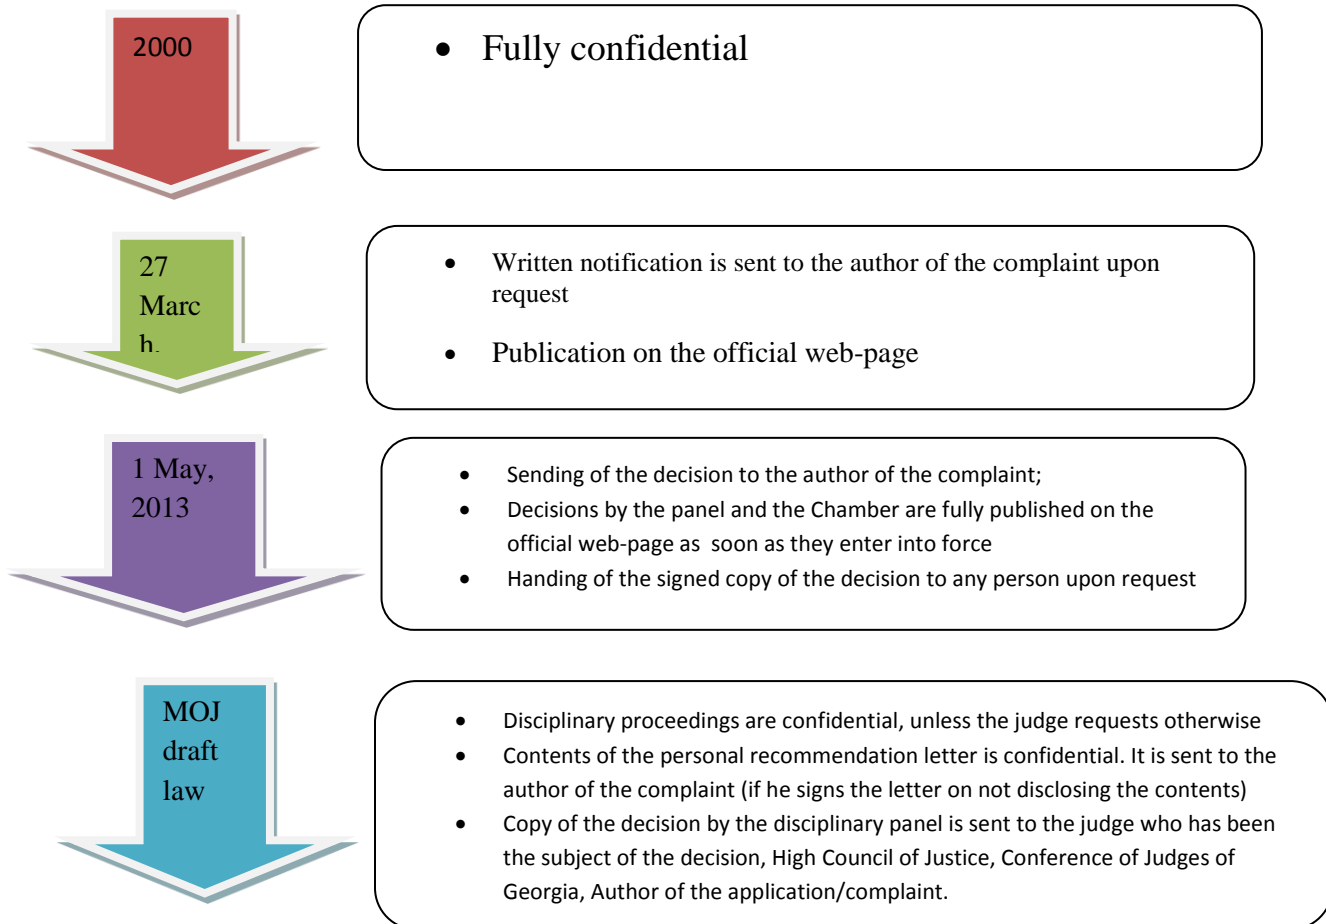 2000
• Fully confidential
27
Marc
h.
• Written notification is sent to the author of the complaint upon
request
• Publication on the official web-page
1 May,
2013
• Sending of the decision to the author of the complaint;
• Decisions by the panel and the Chamber are fully published on the
official web-page as soon as they enter into force
• Handing of the signed copy of the decision to any person upon request
MOJ
draft
law
• Disciplinary proceedings are confidential, unless the judge requests otherwise
• Contents of the personal recommendation letter is confidential. It is sent to the
author of the complaint (if he signs the letter on not disclosing the contents)
• Copy of the decision by the disciplinary panel is sent to the judge who has been
the subject of the decision, High Council of Justice, Conference of Judges of
Georgia, Author of the application/complaint.